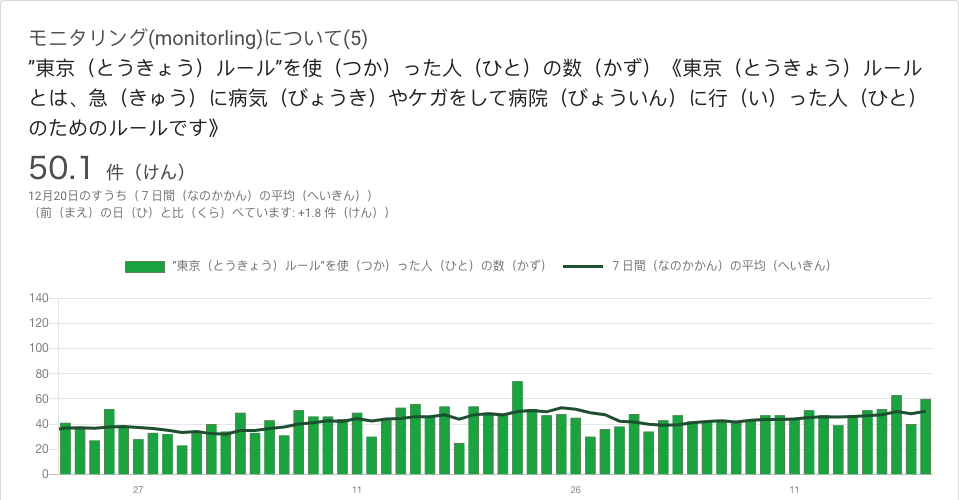 モニタリング(monitorling)について(5)
”東京（とうきょう）ルール”を使（つか）った人（ひと）の数（かず）《東京（とうきょう）ルール
とは、急（きゅう）に病気（びょうき）やケガをして病院（びょういん）に行（い）った人（ひと）
のためのルールです》
50.1 件（けん）
12月20日のすうち（７日間（なのかかん）の平均（へいきん））
（前（まえ）の日（ひ）と比（くら）べています: +1.8 件（けん））
”東京（とうきょう）ルール”を使（つか）った人（ひと）の数（かず） ７日間（なのかかん）の平均（へいきん）
140
120
100
80
60
40
20
0
27 11 26 11